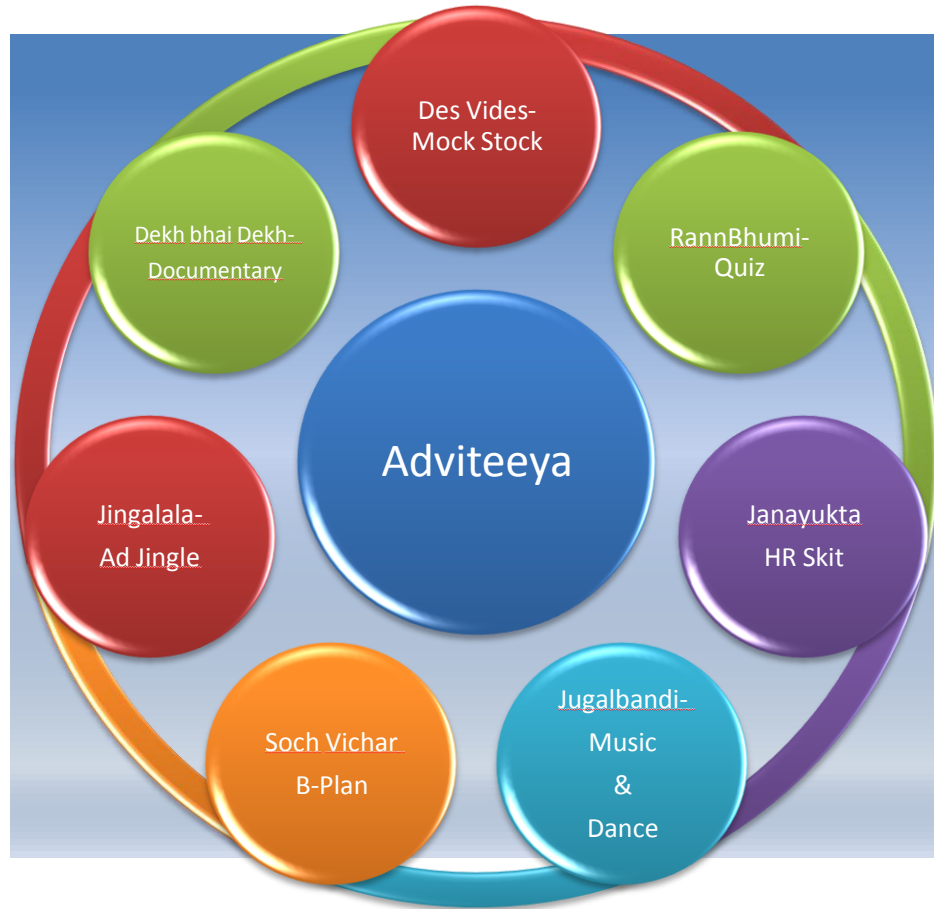 Des Vides-
Mock Stock
RannBhumi-
Quiz
Janayukta
HR Skit
Jugalbandi-
Music
&
Dance
Soch Vichar
B-Plan
Jingalala-
Ad Jingle
Dekh bhai Dekh-
Documentary
Adviteeya